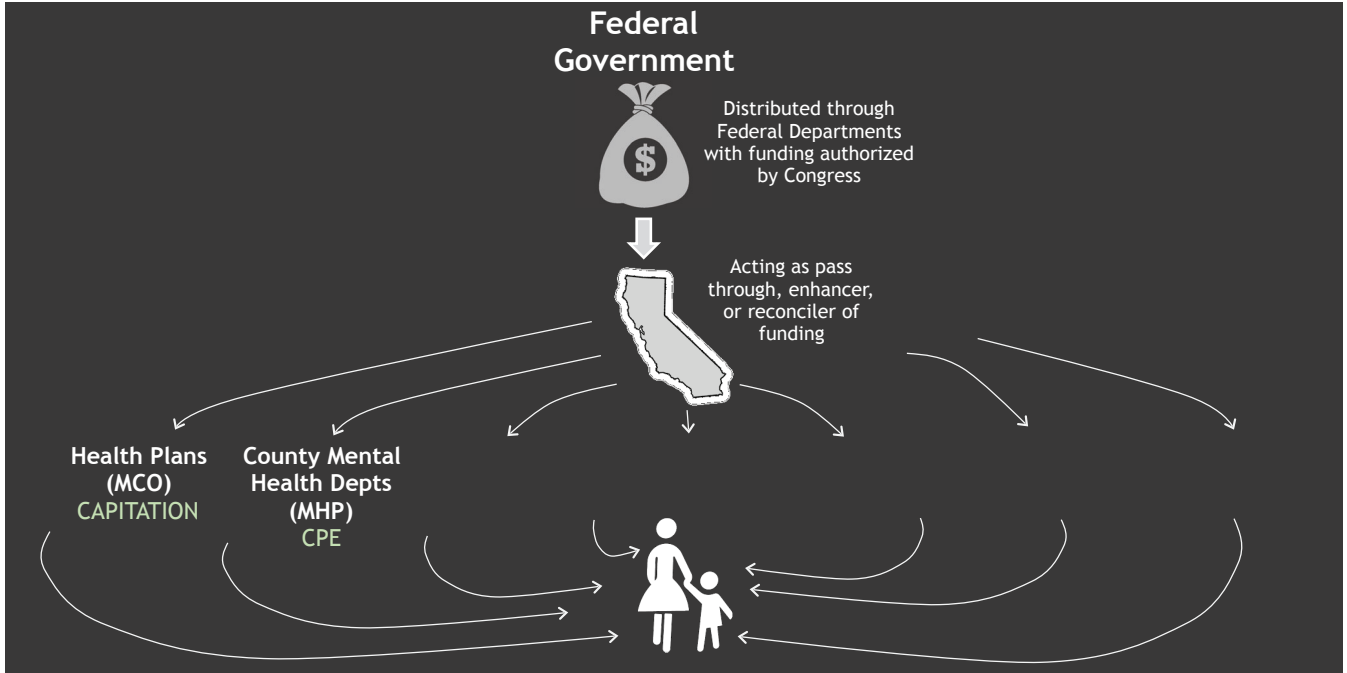 Federal
Government
$
Distributed through
Federal Departments
with funding authorized
by Congress
Acting as pass
through, enhancer,
or reconciler of
funding
Health Plans
(MCO)
CAPITATION
County Mental
Health Depts
(MHP)
CPE